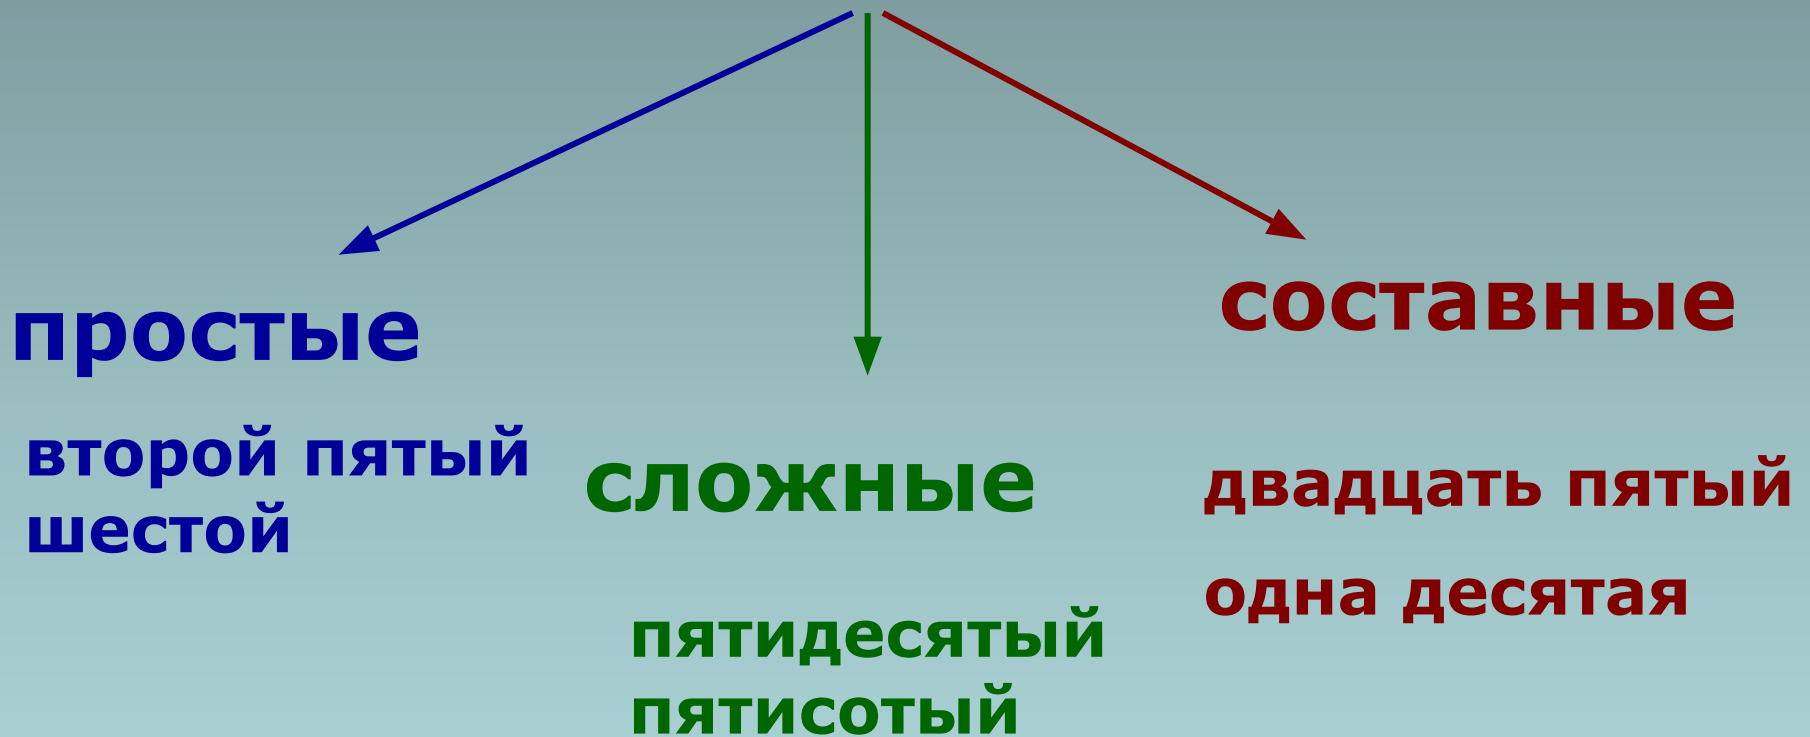 простые
второй пятый
шестой
сложные
пятидесятый
пятисотый
составные
двадцать пятый
одна десятая